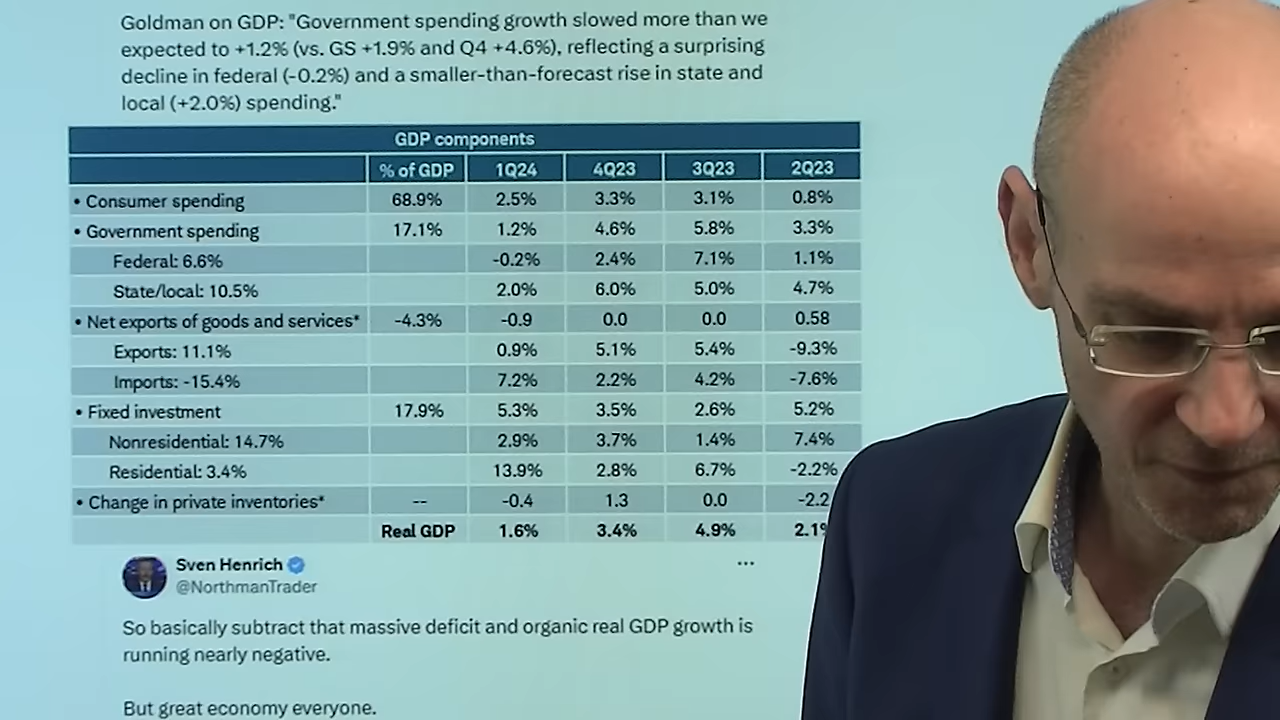 Goldman on GDP: "Government spending growth slowed more than we
expected to +1.2% (vs. GS +1.9% and Q4 +4.6%), reflecting a surprising
decline in federal (-0.2%) and a smaller-than-forecast rise in state and
local (+2.0%) spending."
GDP components
% of GDP 1Q24 4Q23 3Q23 2Q23
• Consumer spending 68.9% 2.5% 3.3% 3.1% 0.8%
• Government spending 17.1% 1.2% 4.6% 5.8% 3.3%
Federal: 6.6% -0.2% 2.4% 7.1% 1.1%
State/local: 10.5% 2.0% 6.0% 5.0% 4.7%
• Net exports of goods and services* -4.3% -0.9 0.0 0.0 0.58
Exports: 11.1% 0.9% 5.1% 5.4% -9.3%
Imports: -15.4% 7.2% 2.2% 4.2% -7.6%
• Fixed investment 17.9% 5.3% 3.5% 2.6% 5.2%
Nonresidential: 14.7% 2.9% 3.7% 1.4% 7.4%
Residential: 3.4% 13.9% 2.8% 6.7% -2.2%
• Change in private inventories* -- -0.4 1.3 0.0 -2.2
Real GDP 1.6% 3.4% 4.9% 2.1%
Sven Henrich
@NorthmanTrader
So basically subtract that massive deficit and organic real GDP growth is
running nearly negative.
But great economy everyone.